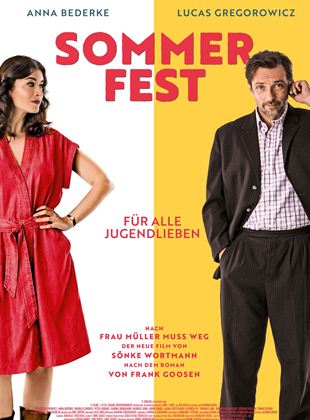 ANNA BEDERKE LUCAS GREGOROWICZ
SOMMER
FEST
FÜR ALLE
JUGENDLIEBEN
NACH
FRAU MÜLLER MUSS WEG
DER NEUE FILM VON
SÖNKE WORTMANN
NACH DEM ROMAN
VON FRANK GOOSEN